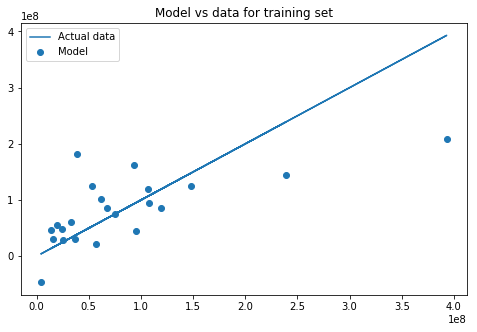 Model vs data for training set
1e8
Actual data
Model
4
3
2
1
0
0.0 0.5 1.0 1.5 2.0 2.5 3.0 3.5 4.0
1e8